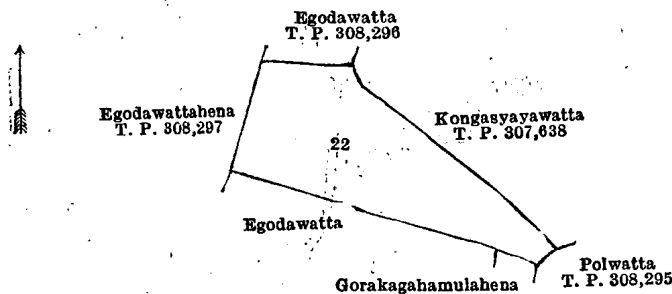 Egodawatta
T. P. 308,296
Egodawattahena
T. P. 308,297
Kongasyayawatta
T. P. 307,638
22
Egodawatta
Polwatta
T. P. 308,295
Gorakagahamulahena